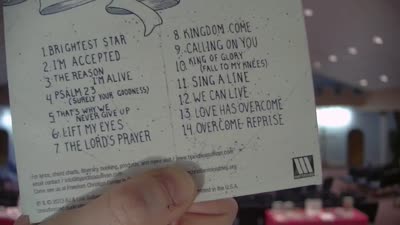 1. BRIGHTEST STAR
2. I'M ACCEPTED
3 THE REASON
I'M ALIVE
4 PSALM 23
(SURELY YOUR GOODNESS)
5 THAT'S WHY WE
NEVER GIVE UP
6. LIFT MY EYES
7 THE LORD'S PRAYER
8 KINGDOM COME
9. CALLING ON YOU
10 KING OF GLORY
(FALL TO MY KNEES)
11 SING A LINE
12 WE CAN LIVE
13 LOVE HAS OVERCOME
14 OVERCOME REPRISE
in the U.S.A.